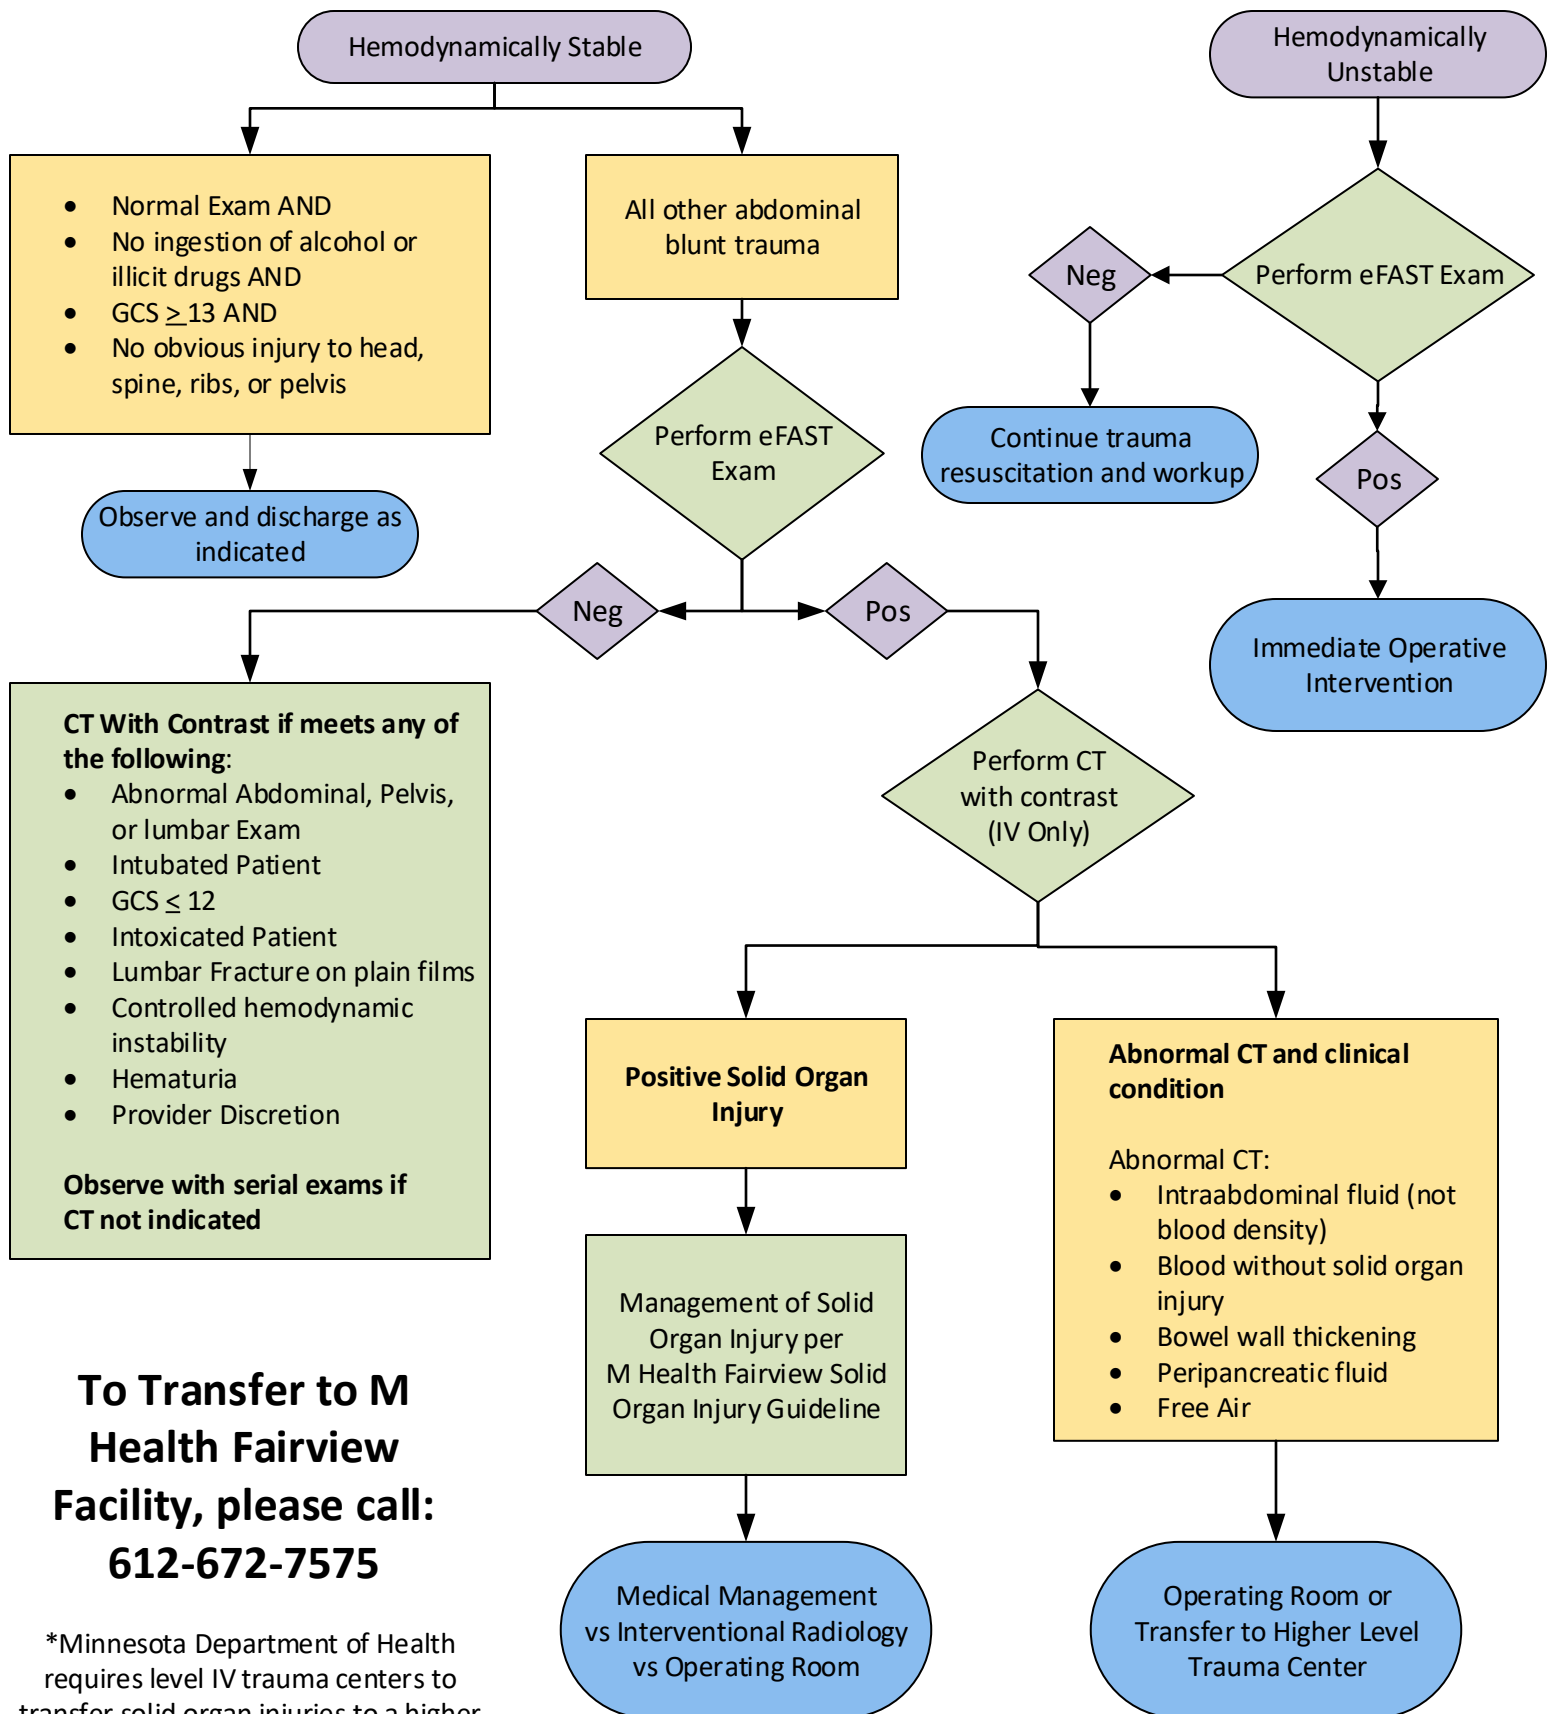 Hemodynamically Stable
Hemodynamically
Unstable
• Normal Exam AND
• No ingestion of alcohol or
illicit drugs AND
• GCS ≥ 13 AND
• No obvious injury to head,
spine, ribs, or pelvis
All other abdominal
blunt trauma
Neg
Perform eFAST Exam
Perform eFAST
Exam
Continue trauma
resuscitation and workup
Pos
Observe and discharge as
indicated
Neg
Pos
Immediate Operative
Intervention
CT With Contrast if meets any of
the following:
• Abnormal Abdominal, Pelvis,
or lumbar Exam
• Intubated Patient
• GCS ≤ 12
• Intoxicated Patient
• Lumbar Fracture on plain films
• Controlled hemodynamic
instability
• Hematuria
• Provider Discretion
Observe with serial exams if
CT not indicated
Perform CT
with contrast
(IV Only)
Positive Solid Organ
Injury
Abnormal CT and clinical
condition
Abnormal CT:
• Intraabdominal fluid (not
blood density)
• Blood without solid organ
injury
• Bowel wall thickening
• Peripancreatic fluid
• Free Air
Management of Solid
Organ Injury per
M Health Fairview Solid
Organ Injury Guideline
To Transfer to M
Health Fairview
Facility, please call:
612-672-7575
Medical Management
vs Interventional Radiology
vs Operating Room
Operating Room or
Transfer to Higher Level
Trauma Center
*Minnesota Department of Health
requires level IV trauma centers to
transfer solid organ injuries to a higher